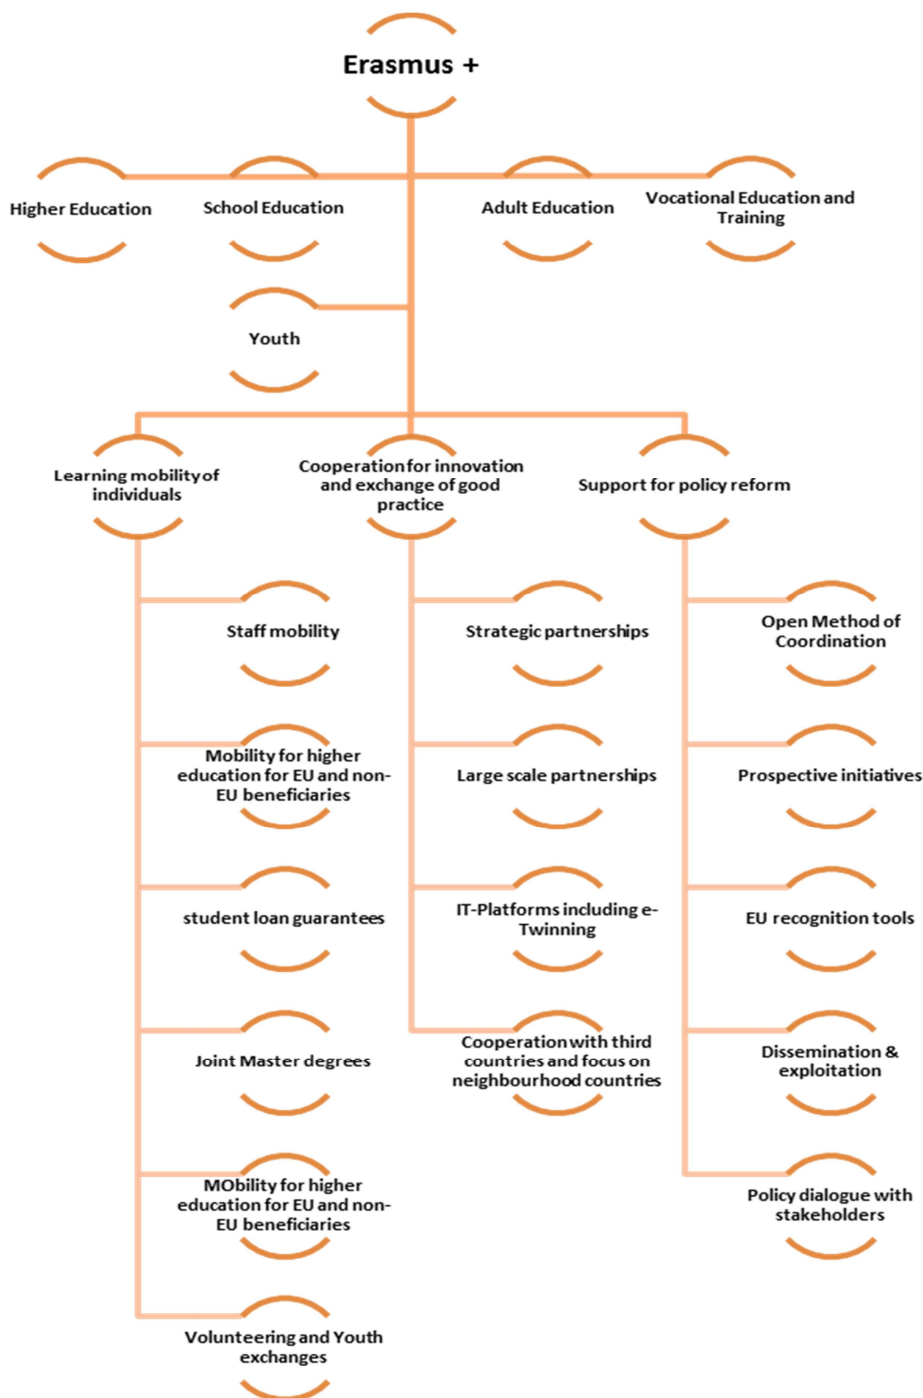 Erasmus +
Higher Education
School Education
Adult Education
Vocational Education and
Training
Youth
Learning mobility of
individuals
Cooperation for innovation
and exchange of good
practice
Support for policy reform
Staff mobility
Mobility for higher
education for EU and non-
EU beneficiaries
student loan guarantees
Joint Master degrees
MObility for higher
education for EU and non-
EU beneficiaries
Volunteering and Youth
exchanges
Strategic partnerships
Large scale partnerships
IT-Platforms including e-
Twinning
Cooperation with third
countries and focus on
neighbourhood countries
Open Method of
Coordination
Prospective initiatives
EU recognition tools
Dissemination &
exploitation
Policy dialogue with
stakeholders